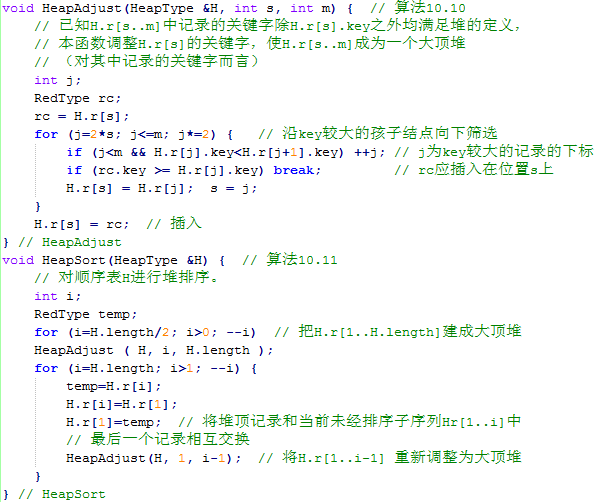 void HeapAdjust(HeapType &H, int s, int m) {  // 算法10.10
    // 已知H.r[s..m]中记录的关键字除H.r[s].key之外均满足堆的定义,
    // 本函数调整H.r[s]的关键字, 使H.r[s..m]成为一个大顶堆
    // （对其中记录的关键字而言）
    int j;
    RedType rc;
    rc = H.r[s];
    for (j=2*s; j<=m; j*=2) {   // 沿key较大的孩子结点向下筛选
        if (j<m && H.r[j].key<H.r[j+1].key) ++j; // j为key较大的记录的下标
        if (rc.key >= H.r[j].key) break;         // rc应插入在位置s上
        H.r[s] = H.r[j];  s = j;
    }
    H.r[s] = rc;  // 插入
} // HeapAdjust
void HeapSort(HeapType &H) {  // 算法10.11
    // 对顺序表H进行堆排序。
    int i;
    RedType temp;
    for (i=H.length/2; i>0; --i)  // 把H.r[1..H.length]建成大顶堆
    HeapAdjust ( H, i, H.length );
    for (i=H.length; i>1; --i) {
        temp=H.r[i];
        H.r[i]=H.r[1];
        H.r[1]=temp;  // 将堆顶记录和当前未经排序子序列Hr[1..i]中
        // 最后一个记录相互交换
        HeapAdjust(H, 1, i-1);  // 将H.r[1..i-1] 重新调整为大顶堆
    }
} // HeapSort